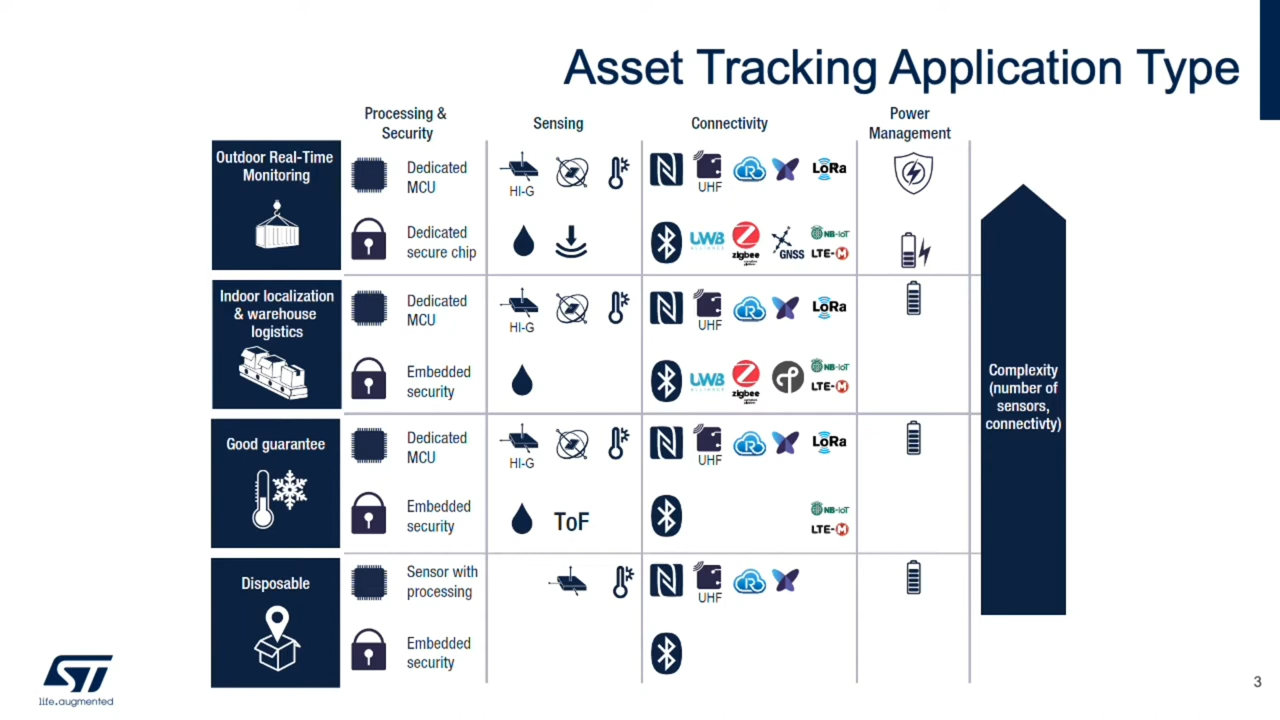 Asset Tracking Application Type
Processing &
Security
Sensing
Connectivity
Power
Management
Outdoor Real-Time
Monitoring
Dedicated
MCU
HI-G
UHF
R
LoRa
Dedicated
secure chip
UWB
ALLIANCE
zigbee
GNSS
NB-IoT
LTE-M
Indoor localization
& warehouse
logistics
Dedicated
MCU
HI-G
UHF
R
LoRa
Embedded
security
UWB
ALLIANCE
zigbee
NB-IoT
LTE-M
Good guarantee
Dedicated
MCU
HI-G
UHF
R
LoRa
Embedded
security
ToF
NB-IoT
LTE-M
Disposable
Sensor with
processing
UHF
R
Embedded
security
Complexity
(number of
sensors,
connectivty)
ST
life.augmented
3